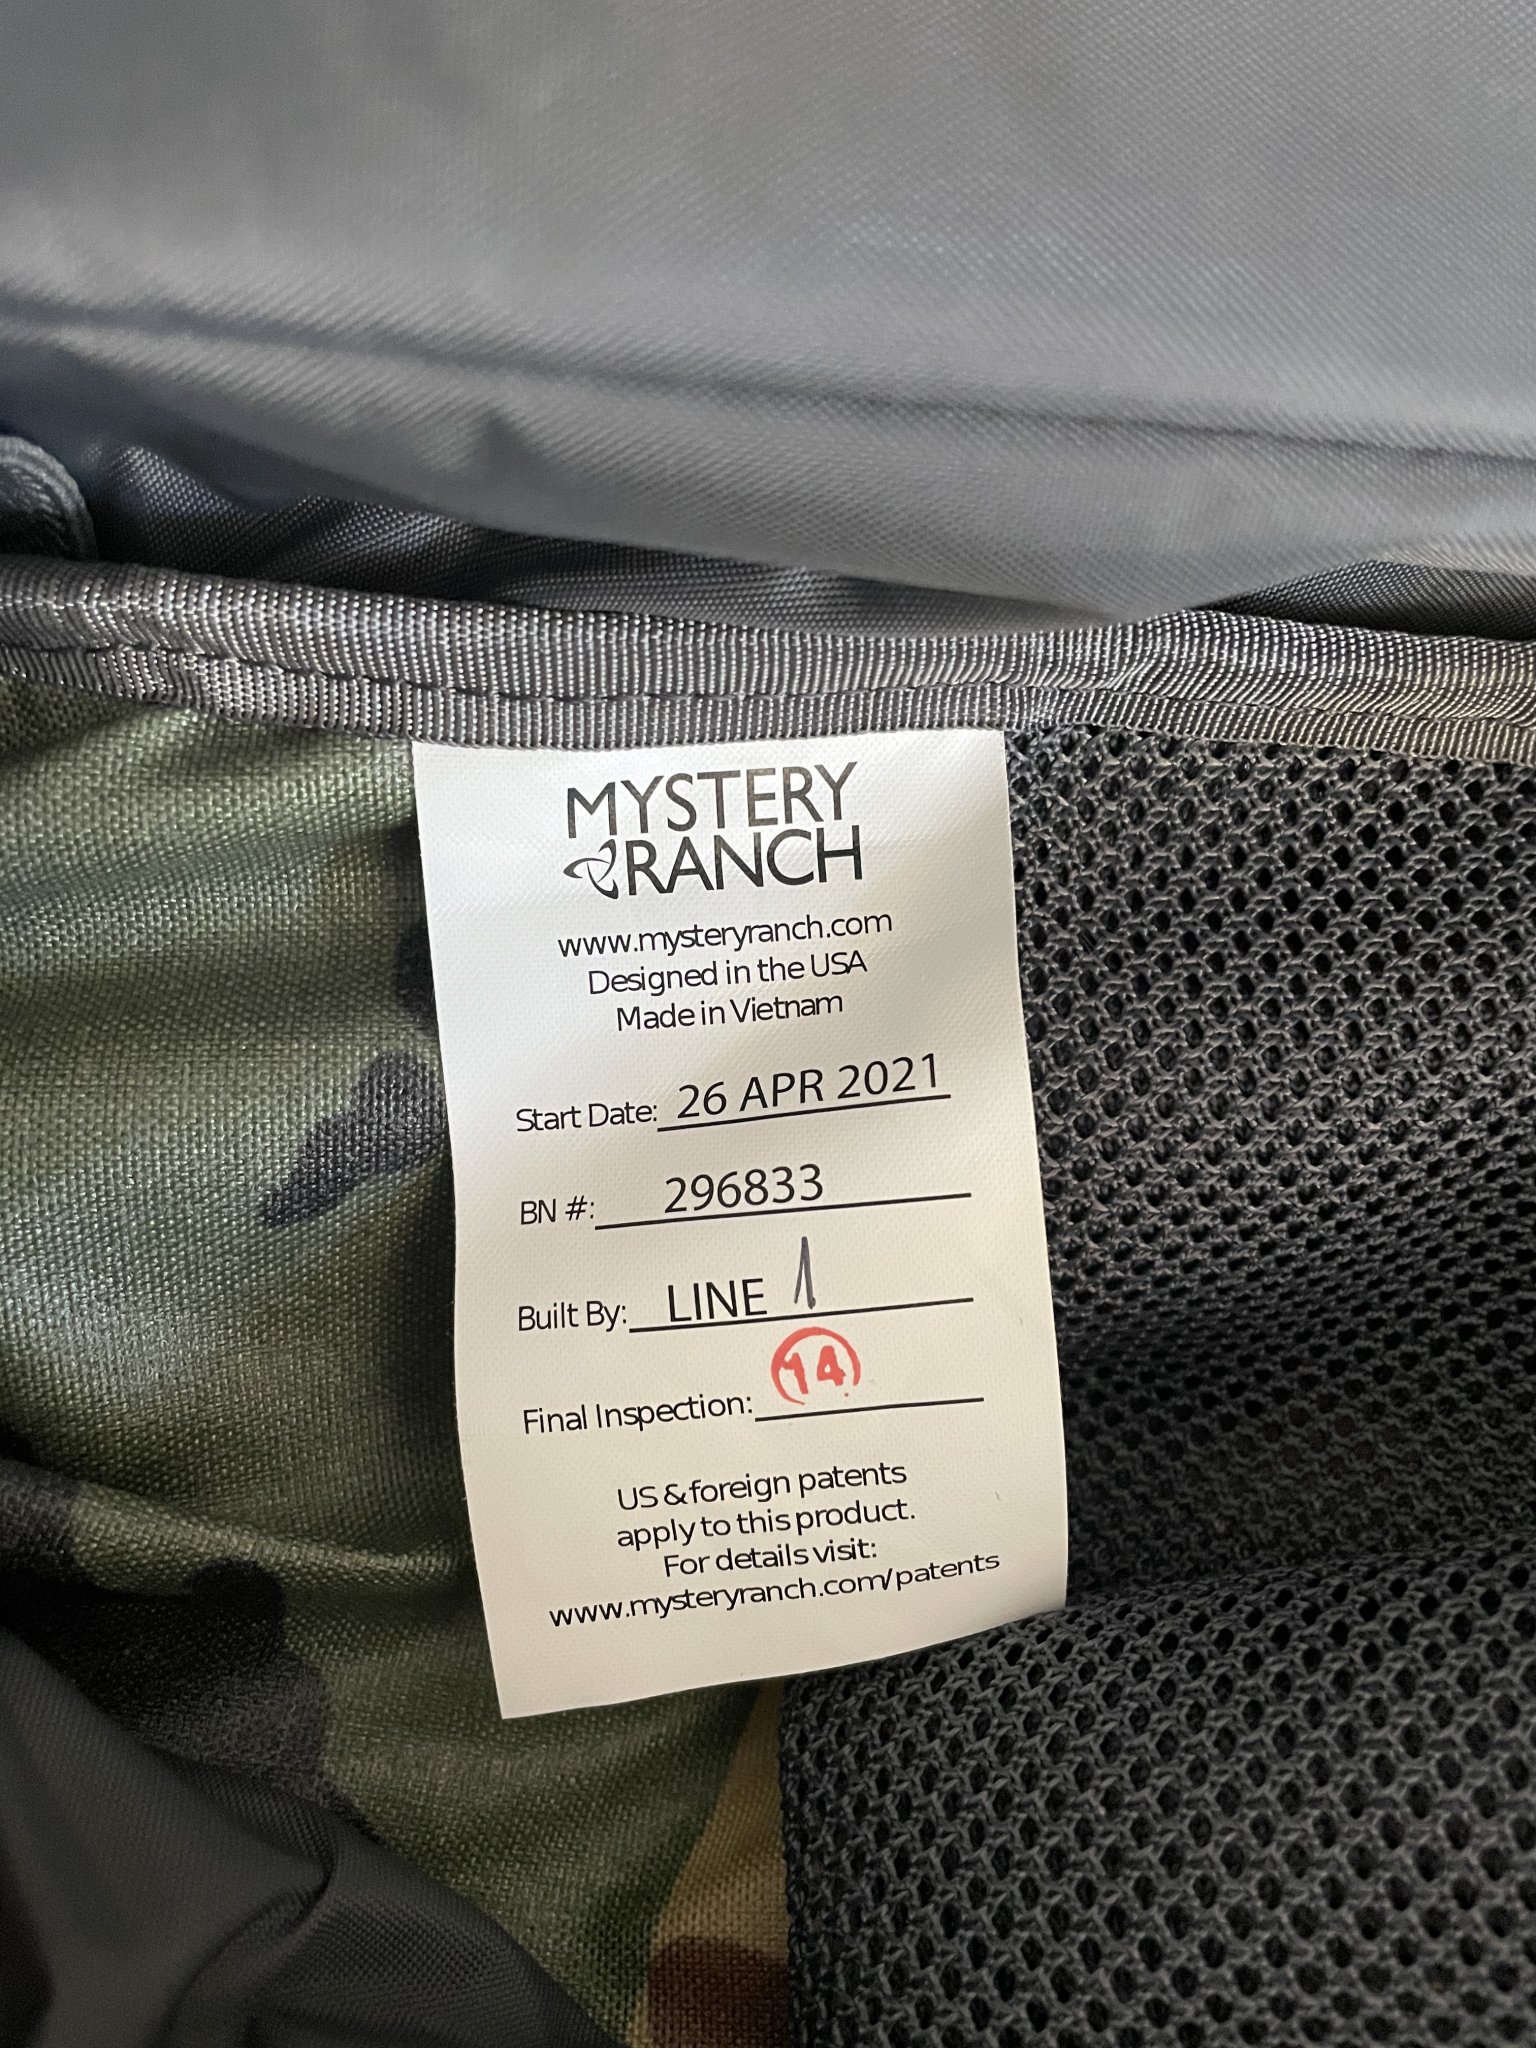 MYSTERY
RANCH
www.mysteryranch.com
Designed in the USA
Made in Vietnam
Start Date: 26 APR 2021
BN #: 296833
Built By: LINE 1
Final Inspection: 14
US & foreign patents
apply to this product.
For details visit:
www.mysteryranch.com/patents